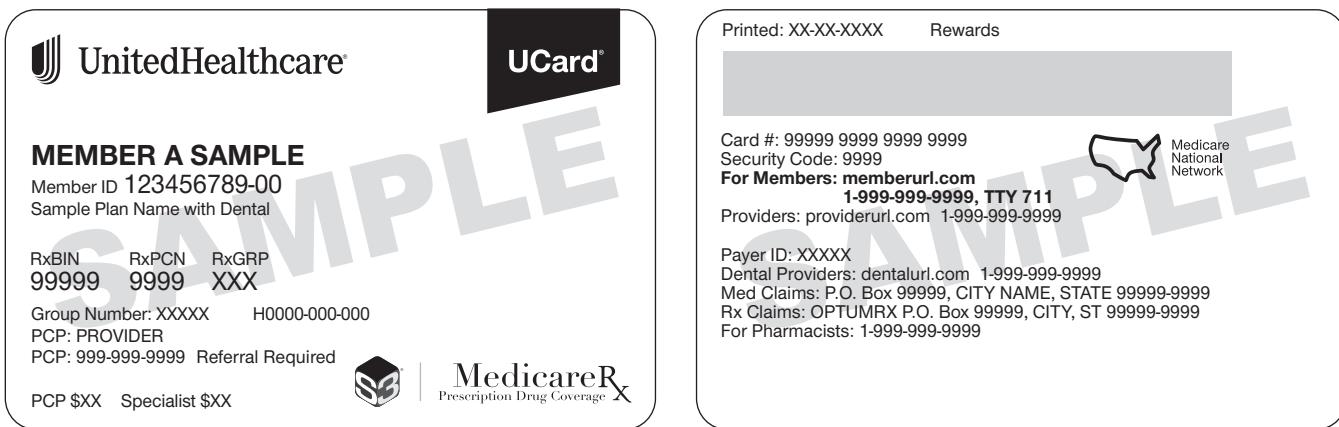 UnitedHealthcare®
UCard®
SAMPLE
MEMBER A SAMPLE
Member ID 123456789-00
Sample Plan Name with Dental
RxBIN RxPCN RxGRP
99999 9999 XXX
Group Number: XXXXX H0000-000-000
PCP: PROVIDER
PCP: 999-999-9999 Referral Required
PCP $XX Specialist $XX
S3
MedicareRx
Prescription Drug Coverage
Printed: XX-XX-XXXX Rewards
SAMPLE
Card #: 99999 9999 9999 9999
Security Code: 9999
For Members: memberurl.com
1-999-999-9999, TTY 711
Providers: providerurl.com 1-999-999-9999
Medicare
National
Network
Payer ID: XXXXX
Dental Providers: dentalurl.com 1-999-999-9999
Med Claims: P.O. Box 99999, CITY NAME, STATE 99999-9999
Rx Claims: OPTUMRX P.O. Box 99999, CITY, ST 99999-9999
For Pharmacists: 1-999-999-9999